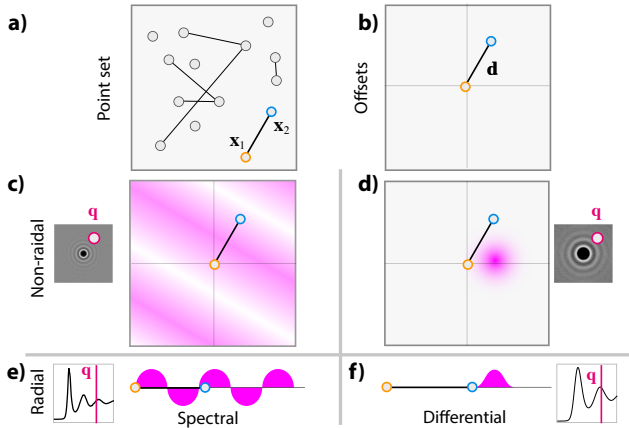 a)
Point set
x1
x2
b)
Offsets
d
c)
Non-raidal
q
d)
q
e)
Radial
q
Spectral
f)
Differential
q